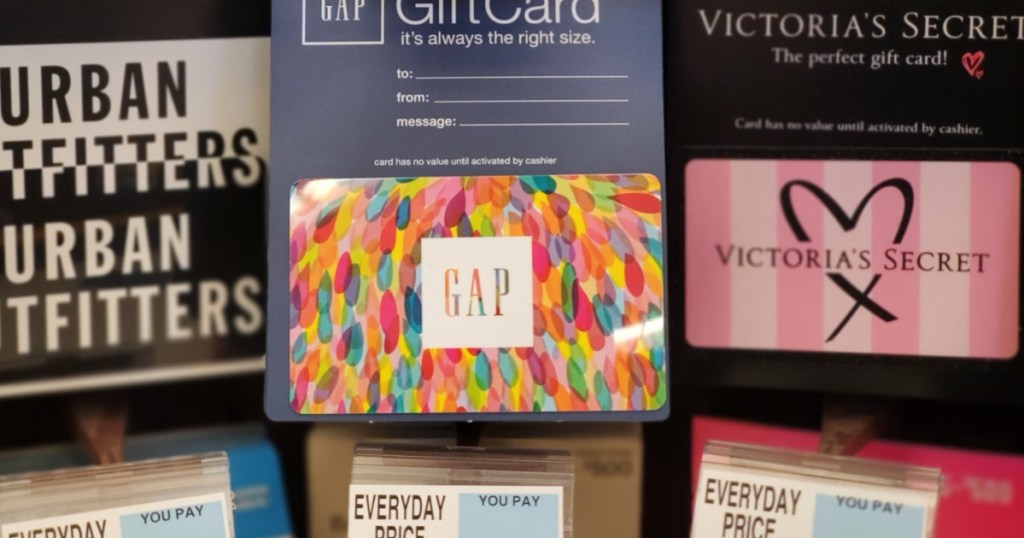 URBAN
OUTFITTERS
URBAN
OUTFITTERS
GAP
GiftCard
it's always the right size.
to:
from:
message:
card has no value until activated by cashier
GAP
VICTORIA'S SECRET
The perfect gift card!
Card has no value until activated by cashier.
VICTORIA'S SECRET
EVERYDAY
YOU PAY
EVERYDAY
PRICE
YOU PAY
EVERYDAY
PRICE
YOU PAY